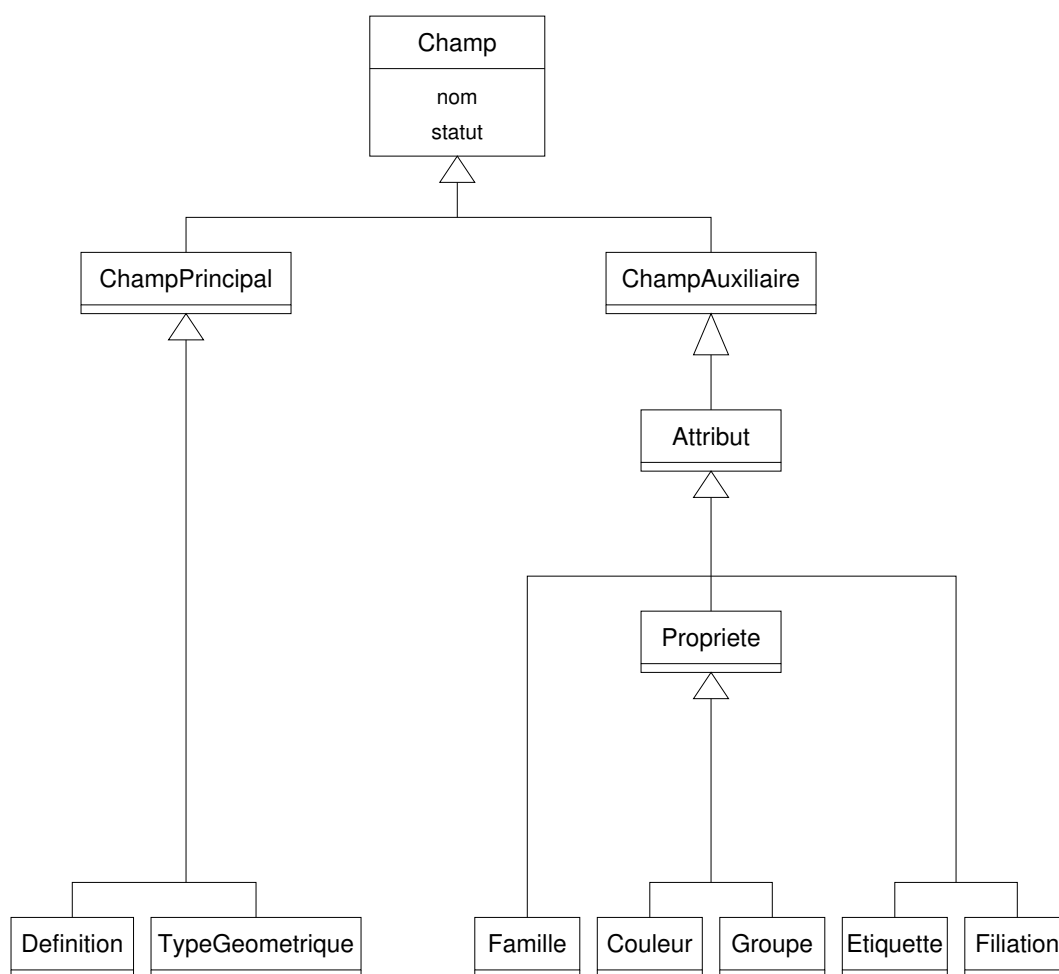 Champ
nom
statut
ChampPrincipal
ChampAuxiliaire
Attribut
Propriete
Definition
TypeGeometrique
Famille
Couleur
Groupe
Etiquette
Filiation